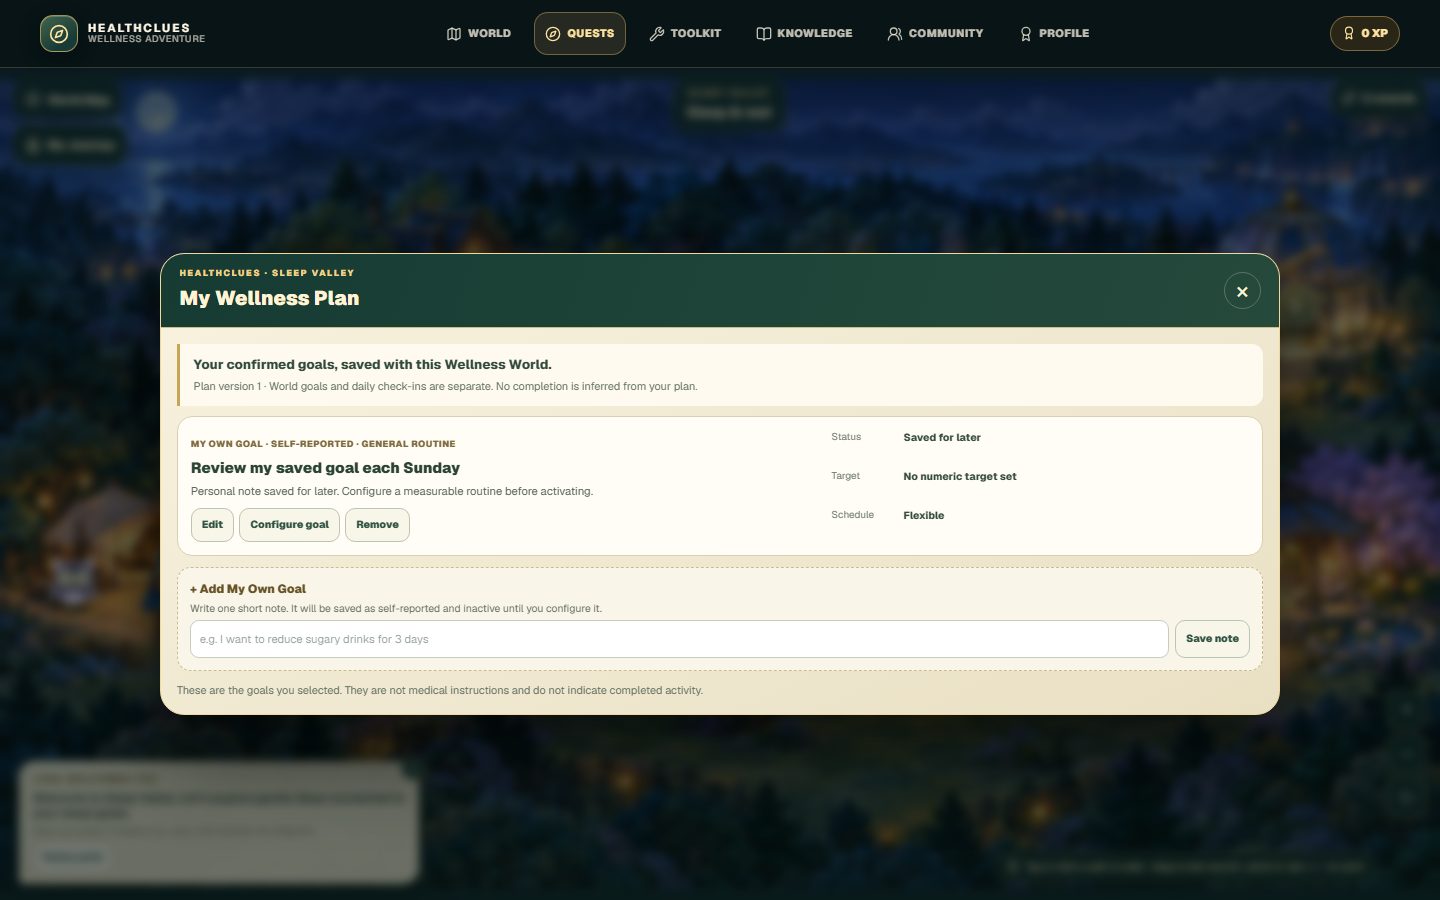 HEALTHCLUES
WELLNESS ADVENTURE
WORLD
QUESTS
TOOLKIT
KNOWLEDGE
COMMUNITY
PROFILE
0 XP
HEALTHCLUES · SLEEP VALLEY
My Wellness Plan
×
Your confirmed goals, saved with this Wellness World.
Plan version 1 · World goals and daily check-ins are separate. No completion is inferred from your plan.
MY OWN GOAL · SELF-REPORTED · GENERAL ROUTINE
Review my saved goal each Sunday
Personal note saved for later. Configure a measurable routine before activating.
Edit
Configure goal
Remove
Status Saved for later
Target No numeric target set
Schedule Flexible
+ Add My Own Goal
Write one short note. It will be saved as self-reported and inactive until you configure it.
e.g. I want to reduce sugary drinks for 3 days
Save note
These are the goals you selected. They are not medical instructions and do not indicate completed activity.